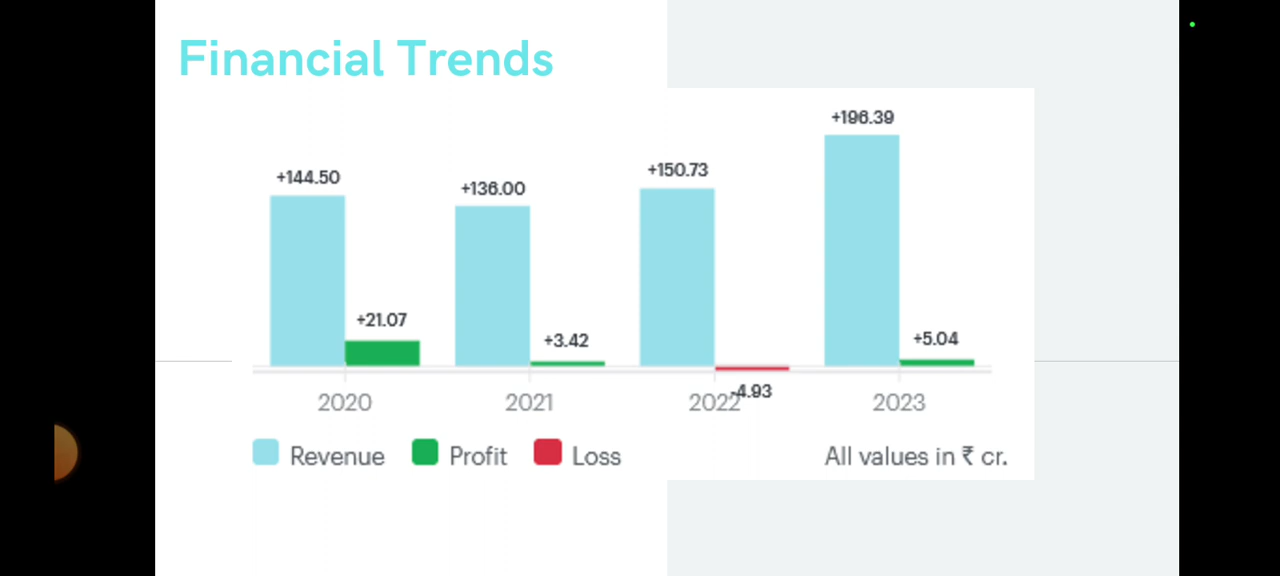 Financial Trends
+196.39
+144.50
+136.00
+150.73
+21.07
+3.42
-4.93
+5.04
2020 2021 2022 2023
Revenue Profit Loss All values in ₹ cr.